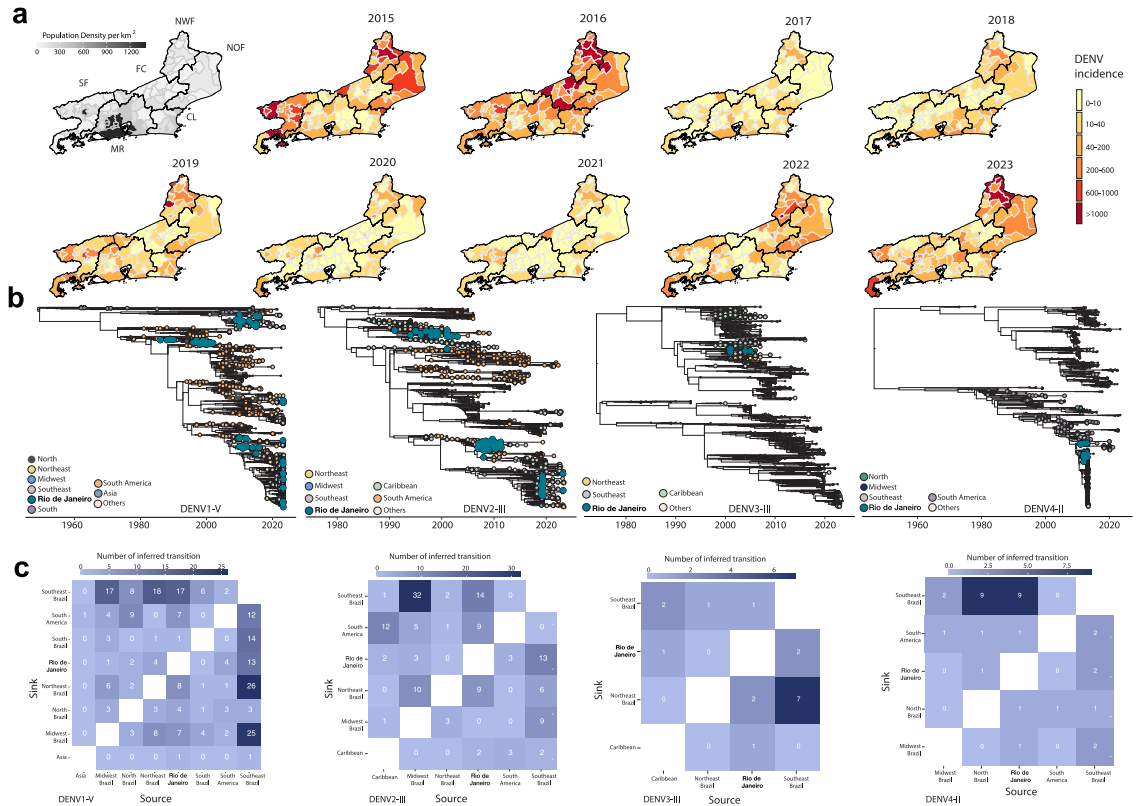 a
Population Density per km2
0 300 600 900 1300
NWF
NOF
FC
SF
CL
MR
2015
2016
2017
2018
DENV
incidence
0-10
10-40
40-200
200-600
600-1000
>1000
2019
2020
2021
2022
2023
b
North
Northeast
Midwest
Southeast
Rio de Janeiro
South
South America
Asia
Others
DENV1-V
1960 1980 2000 2020
Northeast
Midwest
Southeast
Rio de Janeiro
Caribbean
South America
Others
DENV2-III
1980 1990 2000 2010 2020
Northeast
Southeast
Rio de Janeiro
Caribbean
Others
DENV3-III
1980 1990 2000 2010 2020
North
Midwest
Southeast
Rio de Janeiro
South America
Others
DENV4-II
1960 1980 2000 2020
c
Number of inferred transition
0 5 10 15 20 25
Sink
Southeast Brazil 0 17 8 18 17 6 2
South America 1 4 9 0 7 0 12
South Brazil 0 3 0 1 1 0 14
Rio de Janeiro 0 1 2 4 0 4 13
Northeast Brazil 0 6 2 8 1 1 26
North Brazil 0 3 3 4 1 3 3
Midwest Brazil 0 3 8 7 4 4 25
Asia 0 0 0 1 0 0 1
Asia Midwest Brazil North Brazil Northeast Brazil Rio de Janeiro South Brazil South America Southeast Brazil
DENV1-V Source
Number of inferred transition
0 10 20 30
Sink
Southeast Brazil 1 32 2 14 0
South America 12 5 1 9 0
Rio de Janeiro 2 3 0 3 13
Northeast Brazil 0 10 9 0 6
Midwest Brazil 1 3 0 0 9
Caribbean 0 0 2 3 2
Caribbean Midwest Brazil Northeast Brazil Rio de Janeiro South America Southeast Brazil
DENV2-III Source
Number of inferred transition
0 2 4 6
Sink
Southeast Brazil 2 1 1
Rio de Janeiro 1 0 2
Northeast Brazil 0 2 7
Caribbean 0 1 0
Caribbean Northeast Brazil Rio de Janeiro Southeast Brazil
DENV3-III Source
Number of inferred transition
0 2.5 5.0 7.5
Sink
Southeast Brazil 2 9 9 0
South America 1 1 1 2
Rio de Janeiro 0 1 0 2
North Brazil 0 1 1 1
Midwest Brazil 0 1 0 2
Midwest Brazil North Brazil Rio de Janeiro South America Southeast Brazil
DENV4-II Source